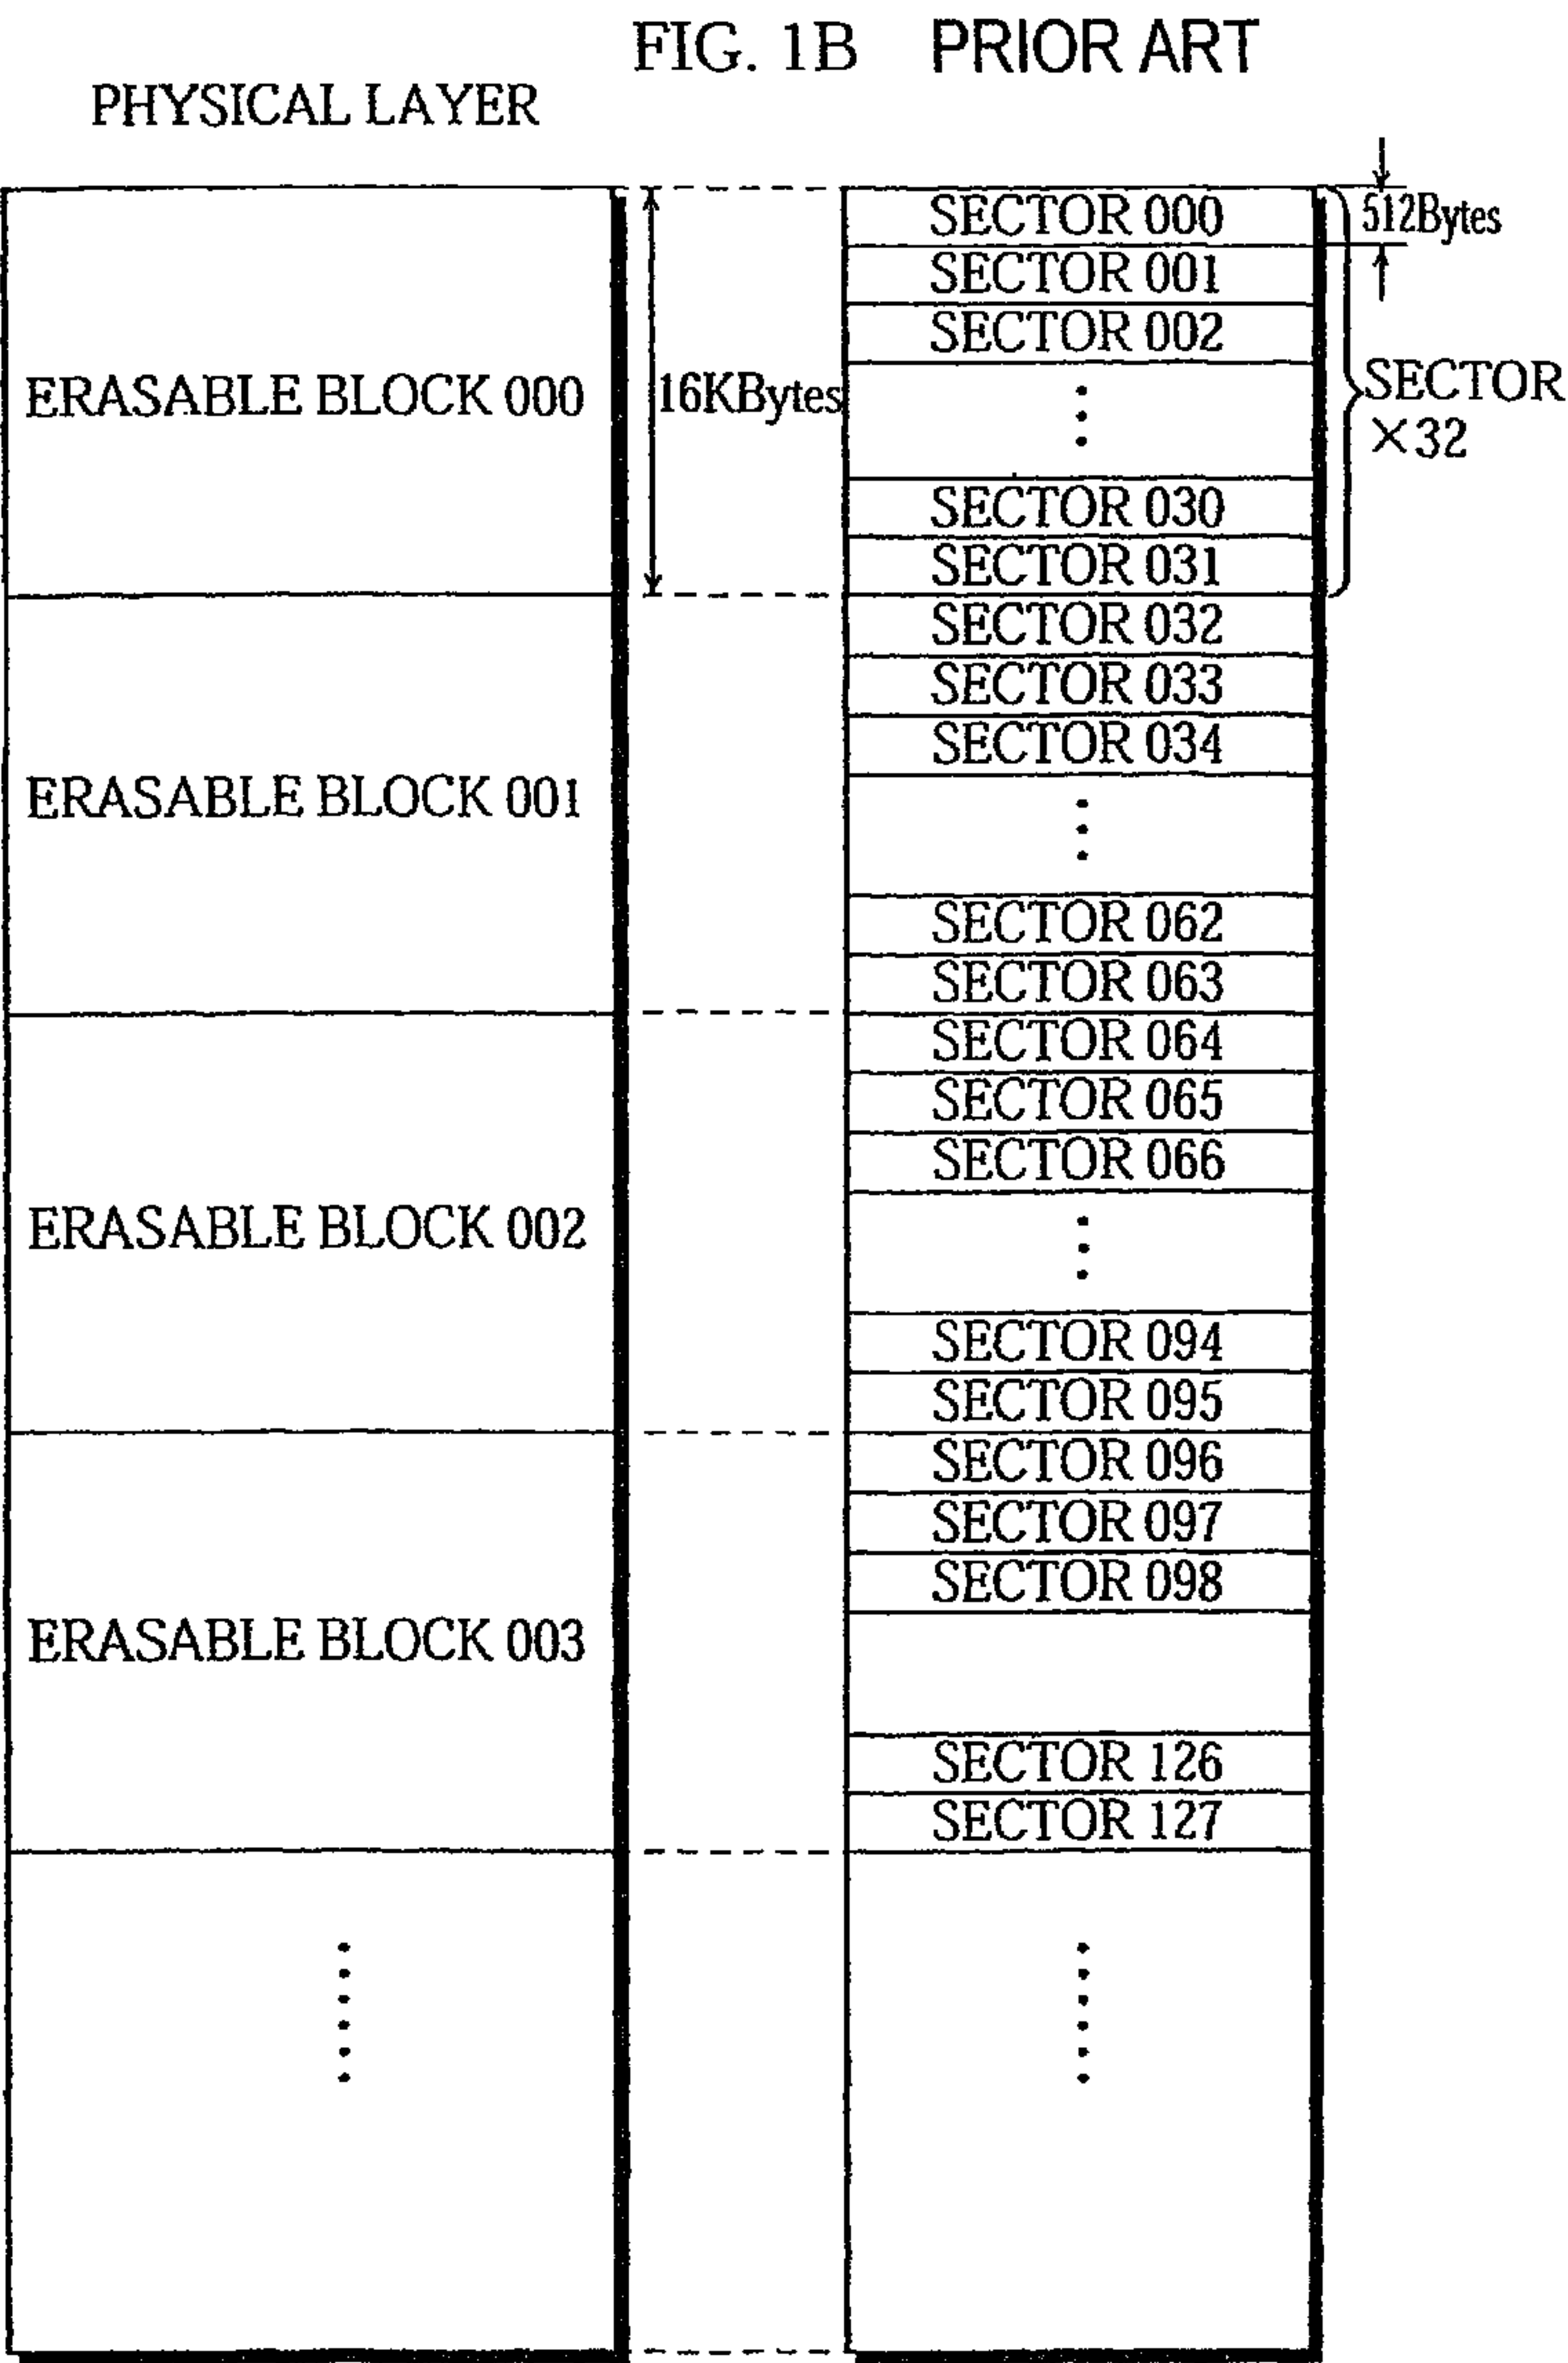 FIG. 1B PRIOR ART
PHYSICAL LAYER
ERASABLE BLOCK 000
ERASABLE BLOCK 001
ERASABLE BLOCK 002
ERASABLE BLOCK 003
16KBytes
SECTOR 000
SECTOR 001
SECTOR 002
SECTOR 030
SECTOR 031
SECTOR 032
SECTOR 033
SECTOR 034
SECTOR 062
SECTOR 063
SECTOR 064
SECTOR 065
SECTOR 066
SECTOR 094
SECTOR 095
SECTOR 096
SECTOR 097
SECTOR 098
SECTOR 126
SECTOR 127
512Bytes
SECTOR
×32